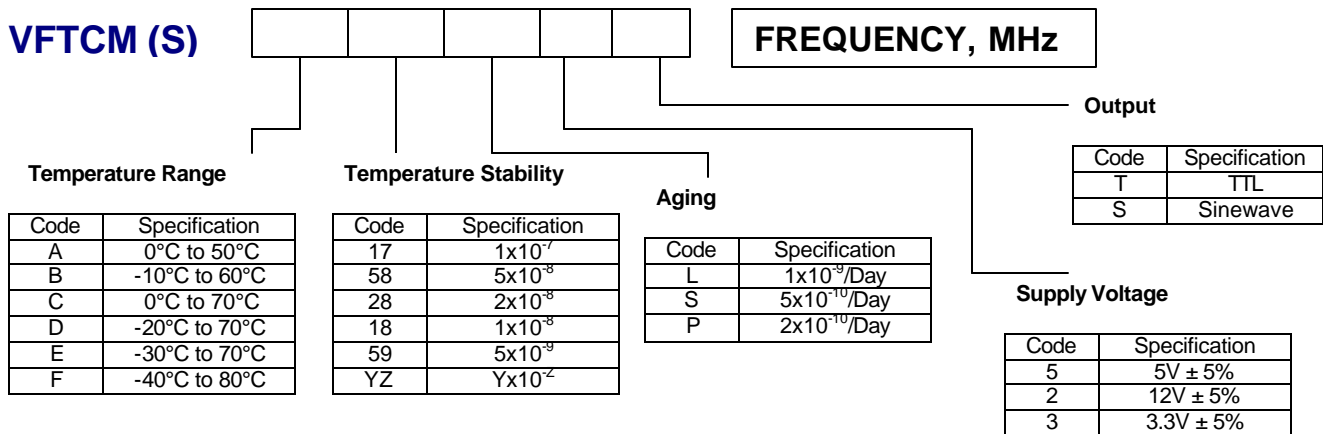 VFTCM (S) FREQUENCY, MHz
Output
Code Specification
T TTL
S Sinewave
Temperature Range
Code Specification
A 0°C to 50°C
B -10°C to 60°C
C 0°C to 70°C
D -20°C to 70°C
E -30°C to 70°C
F -40°C to 80°C
Temperature Stability
Code Specification
17 1x10⁻⁷
58 5x10⁻⁸
28 2x10⁻⁸
18 1x10⁻⁸
59 5x10⁻⁹
YZ Yx10⁻ᶻ
Aging
Code Specification
L 1x10⁻⁹/Day
S 5x10⁻¹⁰/Day
P 2x10⁻¹⁰/Day
Supply Voltage
Code Specification
5 5V ± 5%
2 12V ± 5%
3 3.3V ± 5%